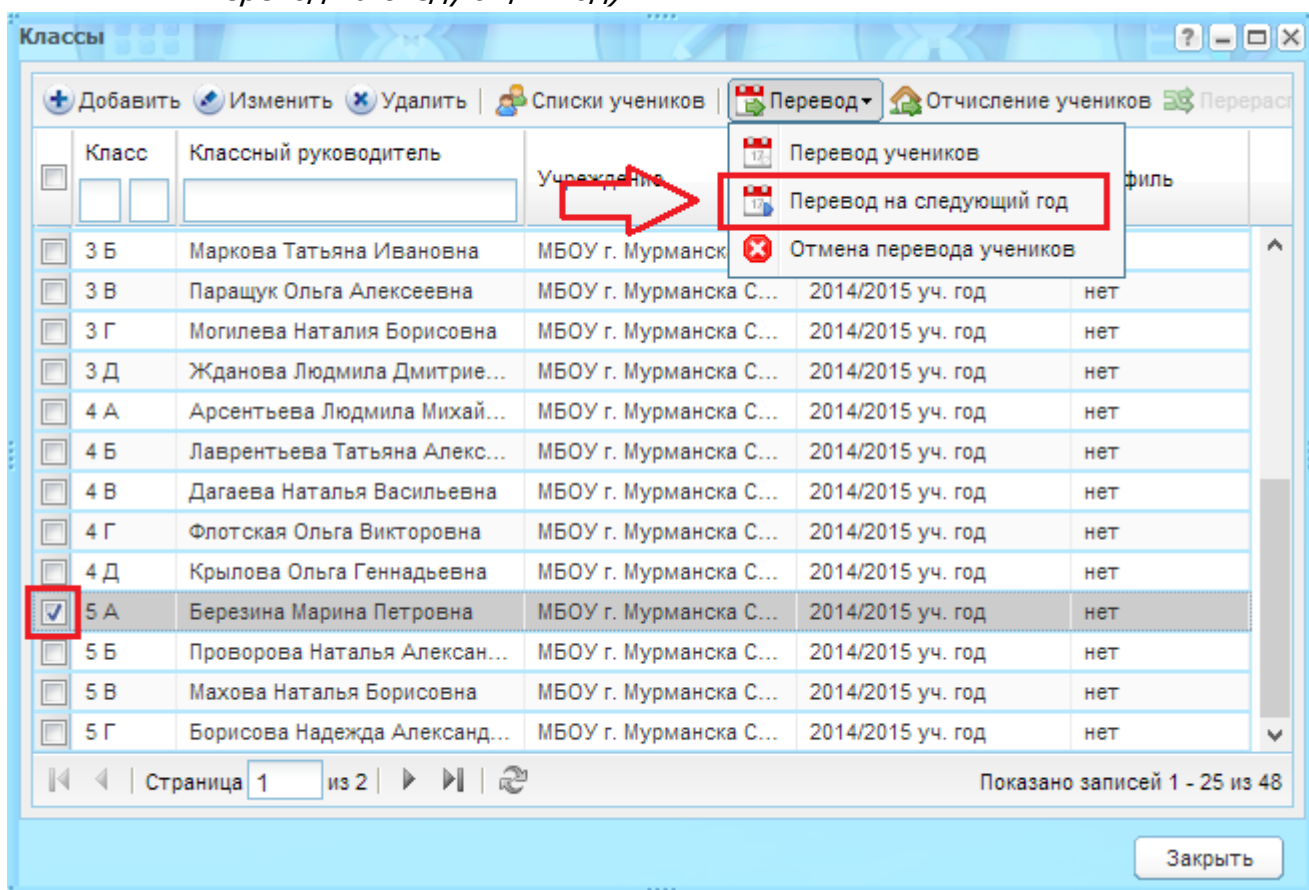 Классы
Добавить Изменить Удалить Списки учеников Перевод Отчисление учеников Перерасп
Перевод учеников
Перевод на следующий год
Отмена перевода учеников
Класс Классный руководитель Учреждение филь
3 Б Маркова Татьяна Ивановна МБОУ г. Мурманск
3 В Паращук Ольга Алексеевна МБОУ г. Мурманска С... 2014/2015 уч. год нет
3 Г Могилева Наталия Борисовна МБОУ г. Мурманска С... 2014/2015 уч. год нет
3 Д Жданова Людмила Дмитрие... МБОУ г. Мурманска С... 2014/2015 уч. год нет
4 А Арсентьева Людмила Михай... МБОУ г. Мурманска С... 2014/2015 уч. год нет
4 Б Лаврентьева Татьяна Алекс... МБОУ г. Мурманска С... 2014/2015 уч. год нет
4 В Дагаева Наталья Васильевна МБОУ г. Мурманска С... 2014/2015 уч. год нет
4 Г Флотская Ольга Викторовна МБОУ г. Мурманска С... 2014/2015 уч. год нет
4 Д Крылова Ольга Геннадьевна МБОУ г. Мурманска С... 2014/2015 уч. год нет
5 А Березина Марина Петровна МБОУ г. Мурманска С... 2014/2015 уч. год нет
5 Б Проворова Наталья Алексан... МБОУ г. Мурманска С... 2014/2015 уч. год нет
5 В Махова Наталья Борисовна МБОУ г. Мурманска С... 2014/2015 уч. год нет
5 Г Борисова Надежда Александ... МБОУ г. Мурманска С... 2014/2015 уч. год нет
Страница 1 из 2 Показано записей 1 - 25 из 48
Закрыть